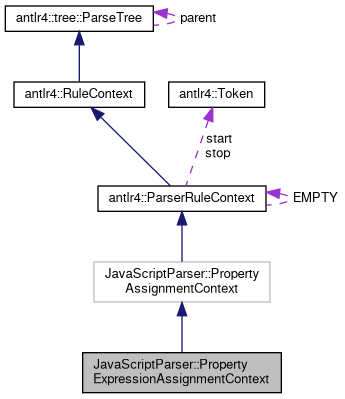 antlr4::tree::ParseTree
parent
antlr4::RuleContext
antlr4::Token
start
stop
antlr4::ParserRuleContext
EMPTY
JavaScriptParser::Property
AssignmentContext
JavaScriptParser::Property
ExpressionAssignmentContext